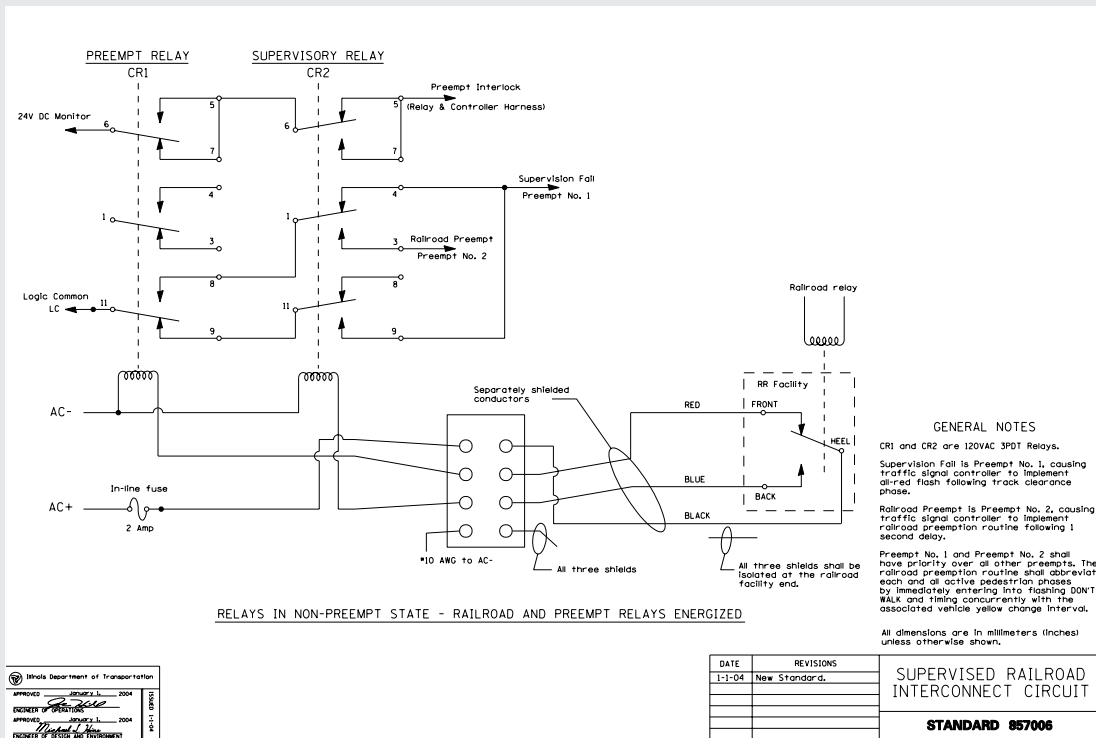 PREEMPT RELAY
CR1
SUPERVISORY RELAY
CR2
24V DC Monitor
6
5
7
6
5
7
Preempt Interlock
(Relay & Controller Harness)
4
1
3
4
1
3
Supervision Fail
Preempt No. 1
Railroad Preempt
Preempt No. 2
8
Logic Common
LC
11
9
8
11
9
Railroad relay
AC-
AC+
In-line fuse
2 Amp
Separately shielded
conductors
RED
BLUE
BLACK
RR Facility
FRONT
HEEL
BACK
*10 AWG to AC-
All three shields
All three shields shall be
isolated at the railroad
facility end.
RELAYS IN NON-PREEMPT STATE - RAILROAD AND PREEMPT RELAYS ENERGIZED
GENERAL NOTES
CR1 and CR2 are 120VAC 3PDT Relays.
Supervision Fail is Preempt No. 1, causing
traffic signal controller to implement
all-red flash following track clearance
phase.
Railroad Preempt is Preempt No. 2, causing
traffic signal controller to implement
railroad preemption routine following 1
second delay.
Preempt No. 1 and Preempt No. 2 shall
have priority over all other preempts. The
railroad preemption routine shall abbreviat
each and all active pedestrian phases
by immediately entering into flashing DON'T
WALK and timing concurrently with the
associated vehicle yellow change interval.
All dimensions are in millimeters (inches)
unless otherwise shown.
Illinois Department of Transportation
APPROVED January 1, 2004
ENGINEER OF OPERATIONS
APPROVED January 1, 2004
ENGINEER OF DESIGN AND ENVIRONMENT
ISSUED 1-1-04
DATE REVISIONS
1-1-04 New Standard.
SUPERVISED RAILROAD
INTERCONNECT CIRCUIT
STANDARD 857006